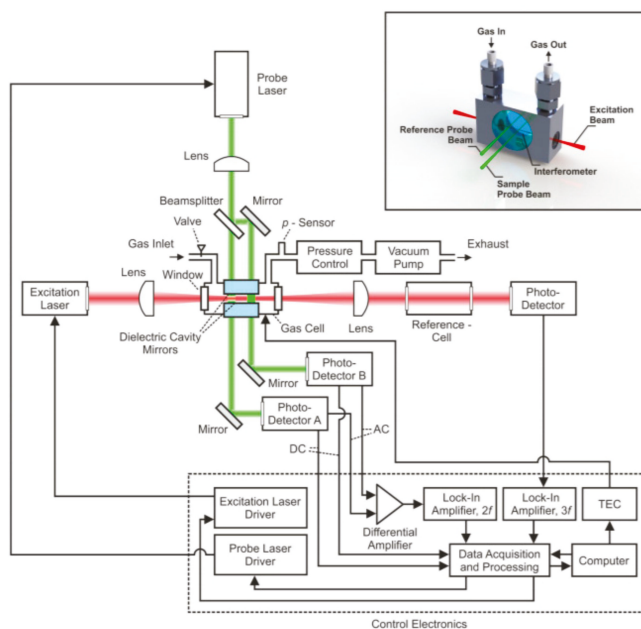 Gas In
Gas Out
Excitation
Beam
Reference Probe
Beam
Interferometer
Sample
Probe Beam
Probe
Laser
Lens
Beamsplitter
Mirror
Valve
p - Sensor
Gas Inlet
Pressure
Control
Vacuum
Pump
Exhaust
Lens
Window
Excitation
Laser
Dielectric Cavity
Mirrors
Gas Cell
Lens
Reference -
Cell
Photo-
Detector
Mirror
Photo-
Detector B
Mirror
Photo-
Detector A
AC
DC
Excitation Laser
Driver
Differential
Amplifier
Lock-In
Amplifier, 2f
Lock-In
Amplifier, 3f
TEC
Probe Laser
Driver
Data Acquisition
and Processing
Computer
Control Electronics